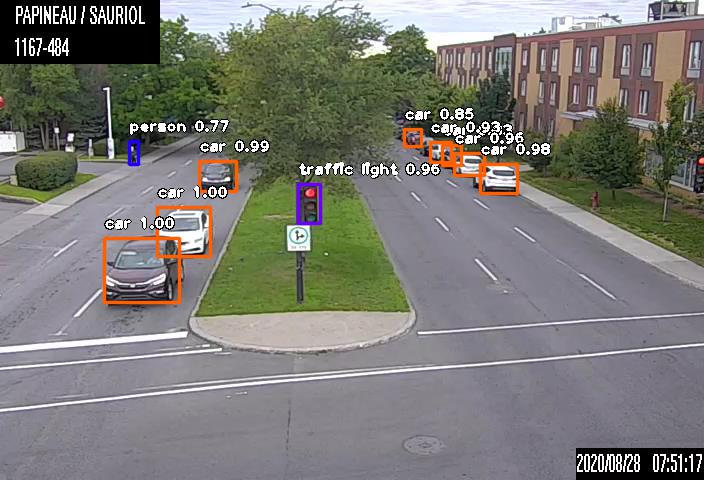 PAPINEAU / SAURIOL
1167-484
person 0.77
car 0.99
car 1.00
car 1.00
traffic light 0.96
car 0.85
car 0.93
car 0.96
car 0.98
2020/08/28 07:51:17